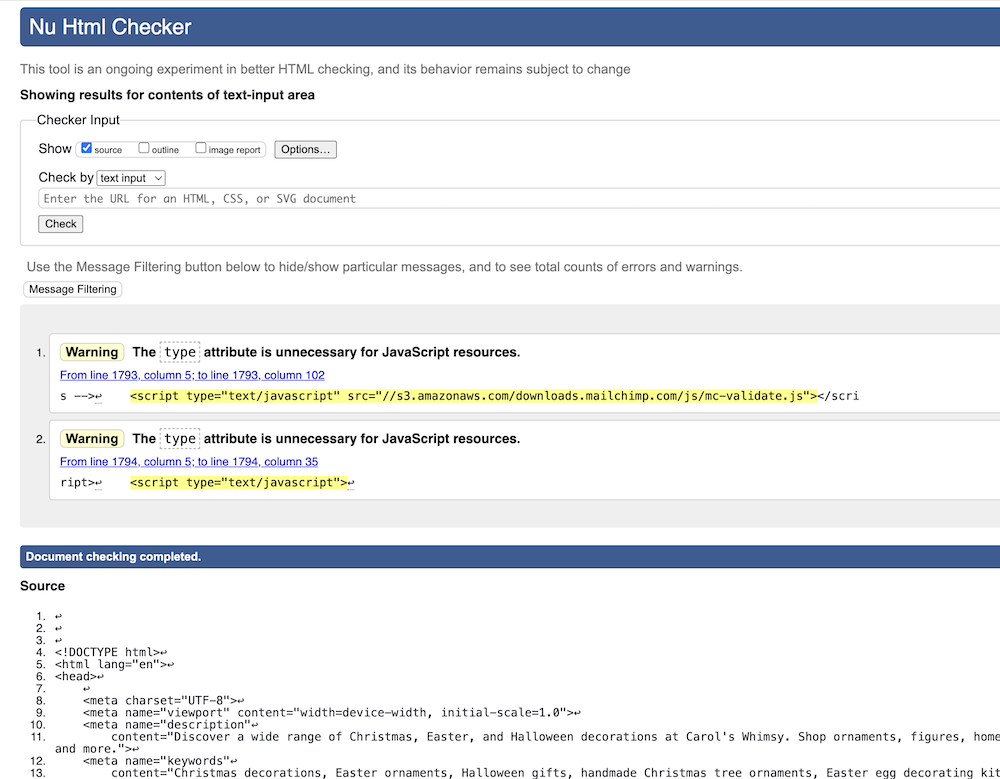 Nu Html Checker
This tool is an ongoing experiment in better HTML checking, and its behavior remains subject to change
Showing results for contents of text-input area
Checker Input
Show source outline image report Options...
Check by text input
Enter the URL for an HTML, CSS, or SVG document
Check
Use the Message Filtering button below to hide/show particular messages, and to see total counts of errors and warnings.
Message Filtering
1. Warning The type attribute is unnecessary for JavaScript resources.
From line 1793, column 5; to line 1793, column 102
s -->↩    <script type="text/javascript" src="//s3.amazonaws.com/downloads.mailchimp.com/js/mc-validate.js"></scri
2. Warning The type attribute is unnecessary for JavaScript resources.
From line 1794, column 5; to line 1794, column 35
ript>↩    <script type="text/javascript">↩
Document checking completed.
Source
1. ↩
2. ↩
3. ↩
4. <!DOCTYPE html>↩
5. <html lang="en">↩
6. <head>↩
7.     ↩
8.     <meta charset="UTF-8">↩
9.     <meta name="viewport" content="width=device-width, initial-scale=1.0">↩
10.     <meta name="description"↩
11.         content="Discover a wide range of Christmas, Easter, and Halloween decorations at Carol's Whimsy. Shop ornaments, figures, home
and more.">↩
12.     <meta name="keywords"↩
13.         content="Christmas decorations, Easter ornaments, Halloween gifts, handmade Christmas tree ornaments, Easter egg decorating kit